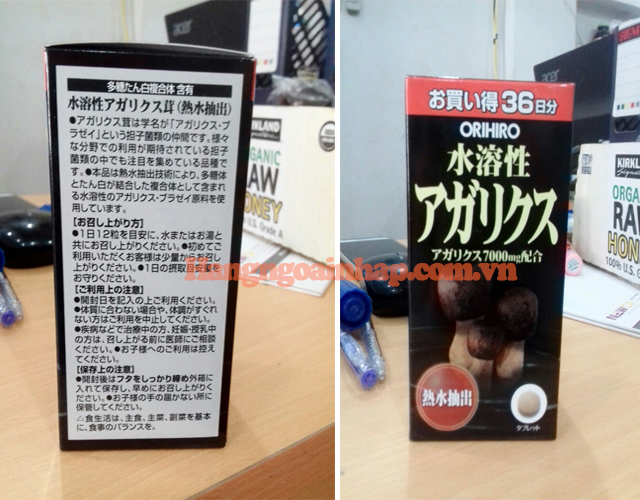 多糖たん白複合体 含有
水溶性アガリクス茸(熱水抽出)
●アガリクス茸は学名が「アガリクス・ブ
ラゼイ」という担子菌類の仲間です。様々
な分野での利用が期待されている担子
菌類の中でも注目を集めている品種で
す。●本品は熱水抽出技術により、多糖体
とたん白が結合した複合体として含まれ
る水溶性のアガリクス・ブラゼイ原料を使
用しています。
【お召し上がり方】
●1日12粒を目安に、水またはお湯と
共にお召し上がりください。●初めてご
利用いただくお客様は少量からお召し
上がりください。●1日の摂取目安量を
お守りください。
【ご利用上の注意】
●開封日を記入の上ご利用ください。
●体質に合わない場合や、体調がすぐれ
ない方はご利用を中止してください。
●疾病などで治療中の方、妊娠・授乳中
の方は、召し上がる前に医師にご相談
ください。●お子様へのご利用は控え
てください。
【保存上の注意】
●開封後はフタをしっかり締め外箱に
入れて保存し、早めにお召し上がりくだ
さい。●お子様の手の届かない所に
保管してください。
△食生活は、主食、主菜、副菜を基本
に、食事のバランスを。
acer
KLAND
ORGANIC
RAW
HONEY
U.S. Grade A
Hangngoainhap.com.vn
お買い得 36日分
ORIHIRO
水溶性
アガリクス
アガリクス7000mg配合
熱水抽出
タブレット
acer
KIRKL
Signature
ORGA
RAW
HON
100% U.S. G